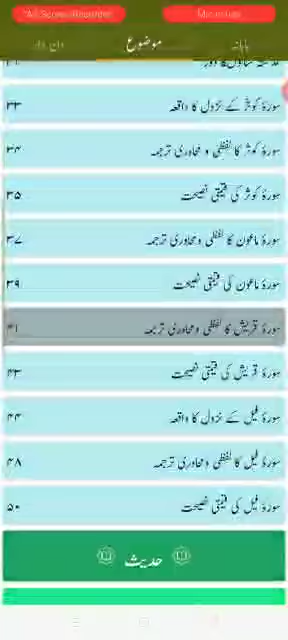 موضوع
سورۂ کوثر کے نزول کا واقعہ ۳۳
سورۂ کوثر کا لفظی و محاوری ترجمہ ۳۴
سورۂ کوثر کی قیمتی نصیحت ۳۵
سورۂ ماعون کا لفظی و محاوری ترجمہ ۳۷
سورۂ ماعون کی قیمتی نصیحت ۳۹
سورۂ قریش کا لفظی و محاوری ترجمہ ۴۱
سورۂ قریش کی قیمتی نصیحت ۴۳
سورۂ فیل کے نزول کا واقعہ ۴۴
سورۂ فیل کا لفظی و محاوری ترجمہ ۴۸
سورۂ فیل کی قیمتی نصیحت ۵۰
حدیث